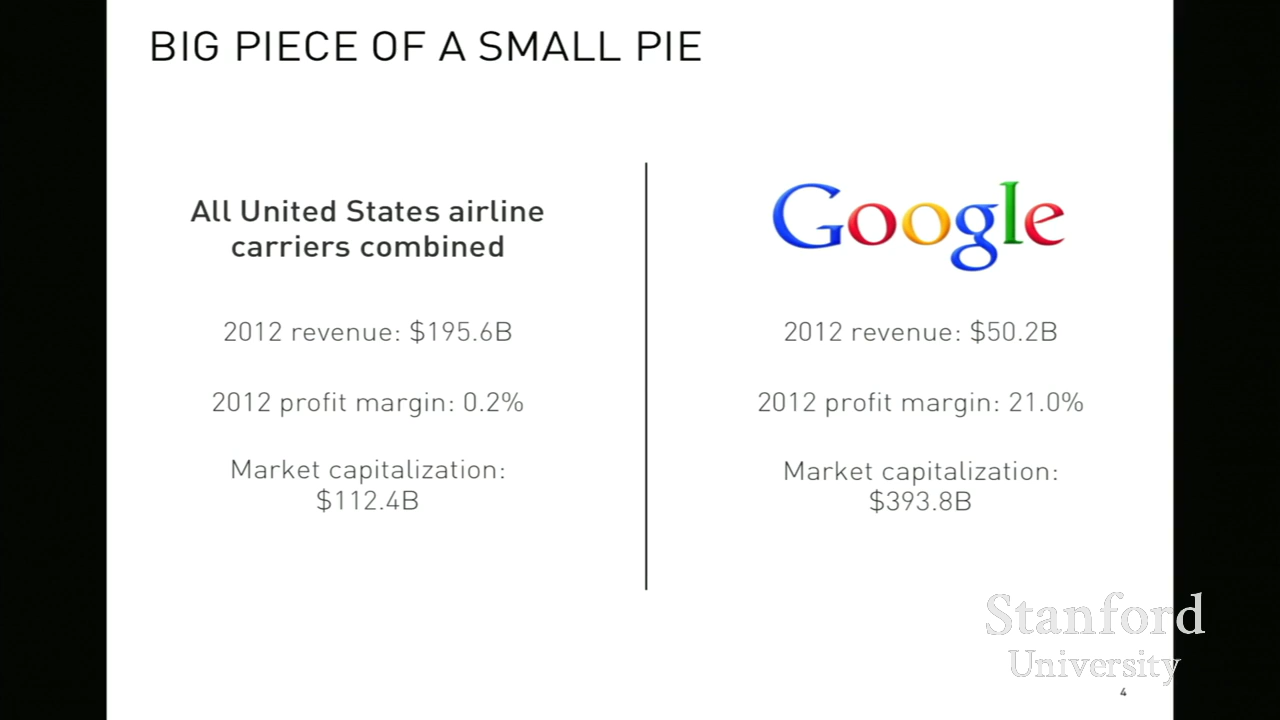 BIG PIECE OF A SMALL PIE
All United States airline
carriers combined
2012 revenue: $195.6B
2012 profit margin: 0.2%
Market capitalization:
$112.4B
Google
2012 revenue: $50.2B
2012 profit margin: 21.0%
Market capitalization:
$393.8B
Stanford
University
4